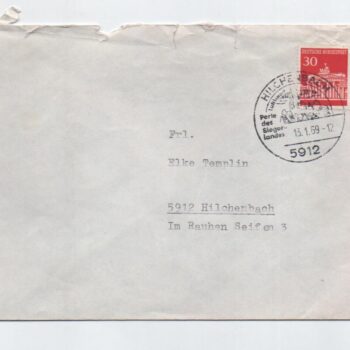 DEUTSCHE BUNDESPOST
30
HILCHENBACH
Perle
des
Sieger-
landes
13.1.69-12
5912
Frl.
Elke Templin
5912 Hilchenbach
Im Rauhen Seifen 3